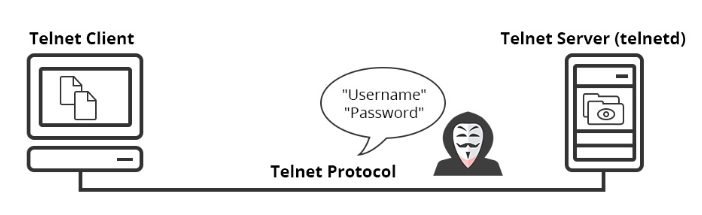 Telnet Client
Telnet Server (telnetd)
"Username"
"Password"
Telnet Protocol